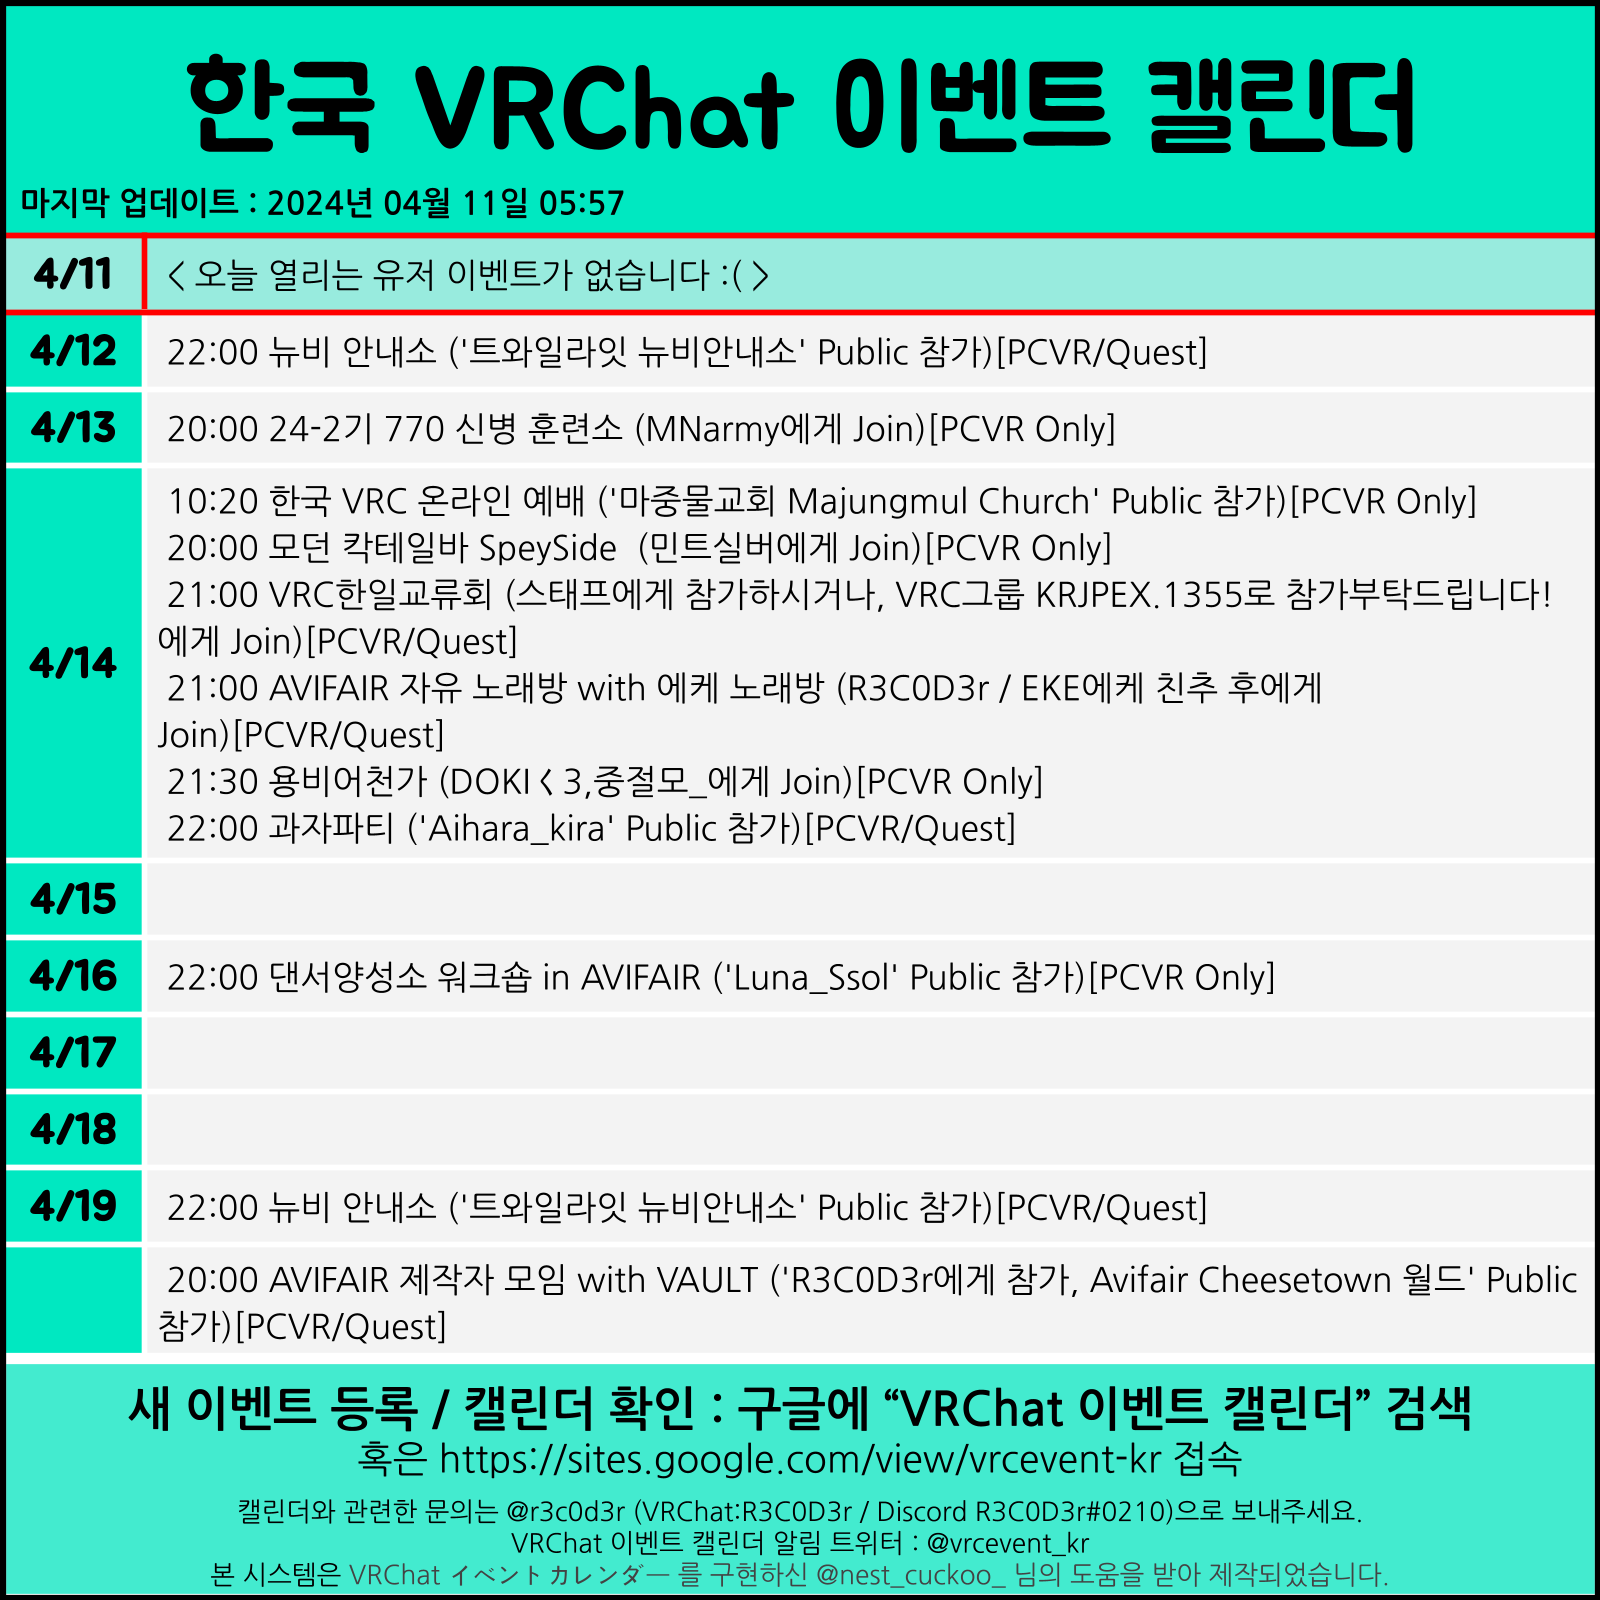 한국 VRChat 이벤트 캘린더
마지막 업데이트 : 2024년 04월 11일 05:57
4/11
< 오늘 열리는 유저 이벤트가 없습니다 :( >
4/12
22:00 뉴비 안내소 ('트와일라잇 뉴비안내소' Public 참가)[PCVR/Quest]
4/13
20:00 24-2기 770 신병 훈련소 (MNarmy에게 Join)[PCVR Only]
4/14
10:20 한국 VRC 온라인 예배 ('마중물교회 Majungmul Church' Public 참가)[PCVR Only]
20:00 모던 칵테일바 SpeySide  (민트실버에게 Join)[PCVR Only]
21:00 VRC한일교류회 (스태프에게 참가하시거나, VRC그룹 KRJPEX.1355로 참가부탁드립니다!
에게 Join)[PCVR/Quest]
21:00 AVIFAIR 자유 노래방 with 에케 노래방 (R3C0D3r / EKE에케 친추 후에게
Join)[PCVR/Quest]
21:30 용비어천가 (DOKIく3,중절모_에게 Join)[PCVR Only]
22:00 과자파티 ('Aihara_kira' Public 참가)[PCVR/Quest]
4/15
4/16
22:00 댄서양성소 워크숍 in AVIFAIR ('Luna_Ssol' Public 참가)[PCVR Only]
4/17
4/18
4/19
22:00 뉴비 안내소 ('트와일라잇 뉴비안내소' Public 참가)[PCVR/Quest]
20:00 AVIFAIR 제작자 모임 with VAULT ('R3C0D3r에게 참가, Avifair Cheesetown 월드' Public
참가)[PCVR/Quest]
새 이벤트 등록 / 캘린더 확인 : 구글에 “VRChat 이벤트 캘린더” 검색
혹은 https://sites.google.com/view/vrcevent-kr 접속
캘린더와 관련한 문의는 @r3c0d3r (VRChat:R3C0D3r / Discord R3C0D3r#0210)으로 보내주세요.
VRChat 이벤트 캘린더 알림 트위터 : @vrcevent_kr
본 시스템은 VRChat イベントカレンダー 를 구현하신 @nest_cuckoo_ 님의 도움을 받아 제작되었습니다.